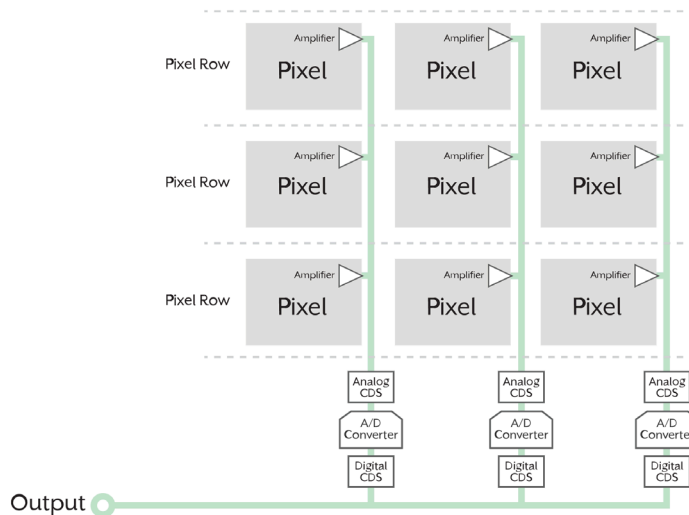 Amplifier Amplifier Amplifier
Pixel Row Pixel Pixel Pixel
Amplifier Amplifier Amplifier
Pixel Row Pixel Pixel Pixel
Amplifier Amplifier Amplifier
Pixel Row Pixel Pixel Pixel
Analog Analog Analog
CDS CDS CDS
A/D A/D A/D
Converter Converter Converte
Digital Digital Digital
CDS CDS CDS
Output